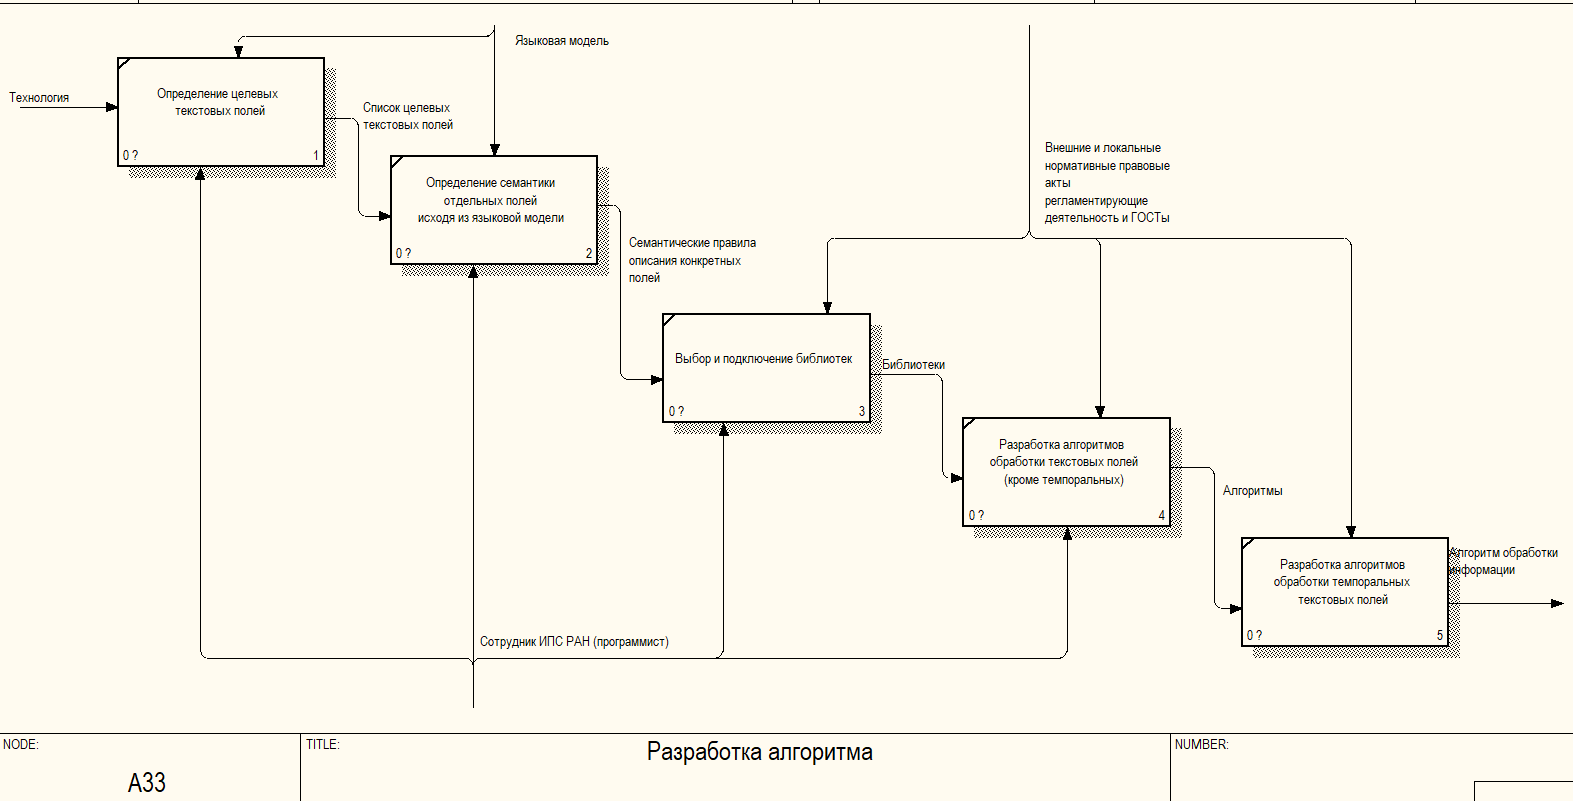 Языковая модель
Технология
Определение целевых
текстовых полей
0 ?
1
Список целевых
текстовых полей
Определение семантики
отдельных полей
исходя из языковой модели
0 ?
2
Внешние и локальные
нормативные правовые
акты
регламентирующие
деятельность и ГОСТы
Семантические правила
описания конкретных
полей
Выбор и подключение библиотек
0 ?
3
Библиотеки
Разработка алгоритмов
обработки текстовых полей
(кроме темпоральных)
0 ?
4
Алгоритмы
Разработка алгоритмов
обработки темпоральных
текстовых полей
0 ?
5
Алгоритм обработки
информации
Сотрудник ИПС РАН (программист)
NODE:
A33
TITLE:
Разработка алгоритма
NUMBER: